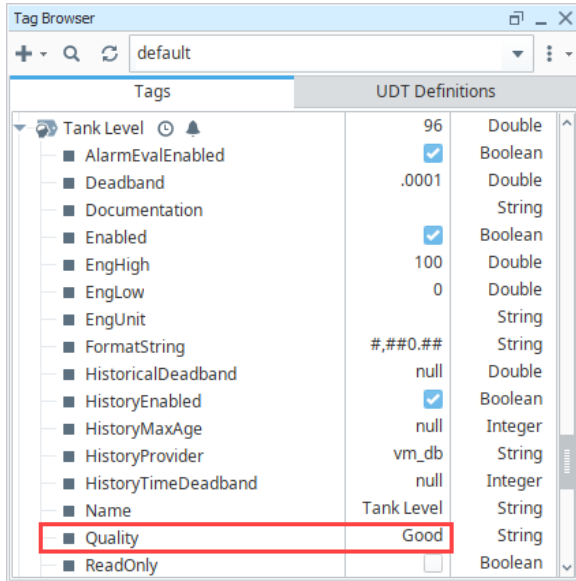 Tag Browser
default
Tags UDT Definitions
Tank Level 96 Double
AlarmEvalEnabled Boolean
Deadband .0001 Double
Documentation String
Enabled Boolean
EngHigh 100 Double
EngLow 0 Double
EngUnit String
FormatString #,##0.## String
HistoricalDeadband null Double
HistoryEnabled Boolean
HistoryMaxAge null Integer
HistoryProvider vm_db String
HistoryTimeDeadband null Integer
Name Tank Level String
Quality Good String
ReadOnly Boolean